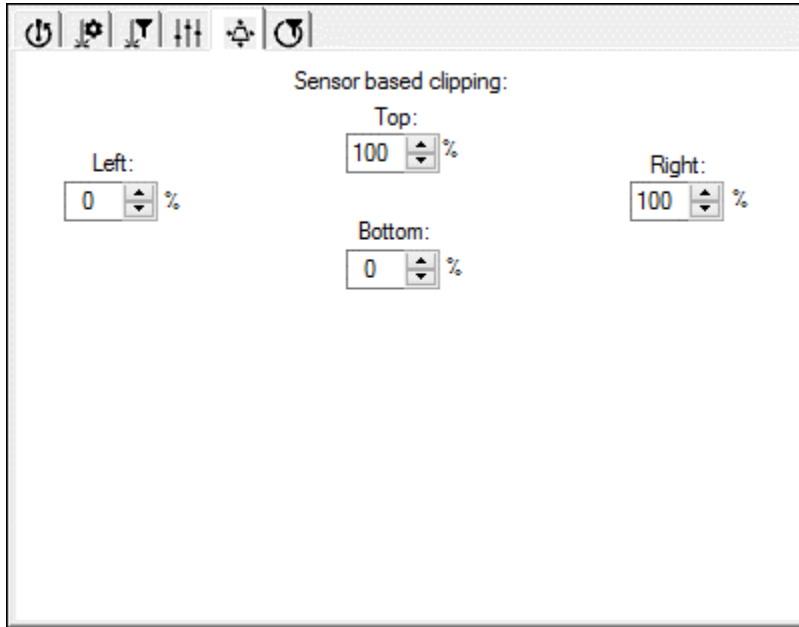 Sensor based clipping:
Top:
100 %
Left:
0 %
Right:
100 %
Bottom:
0 %